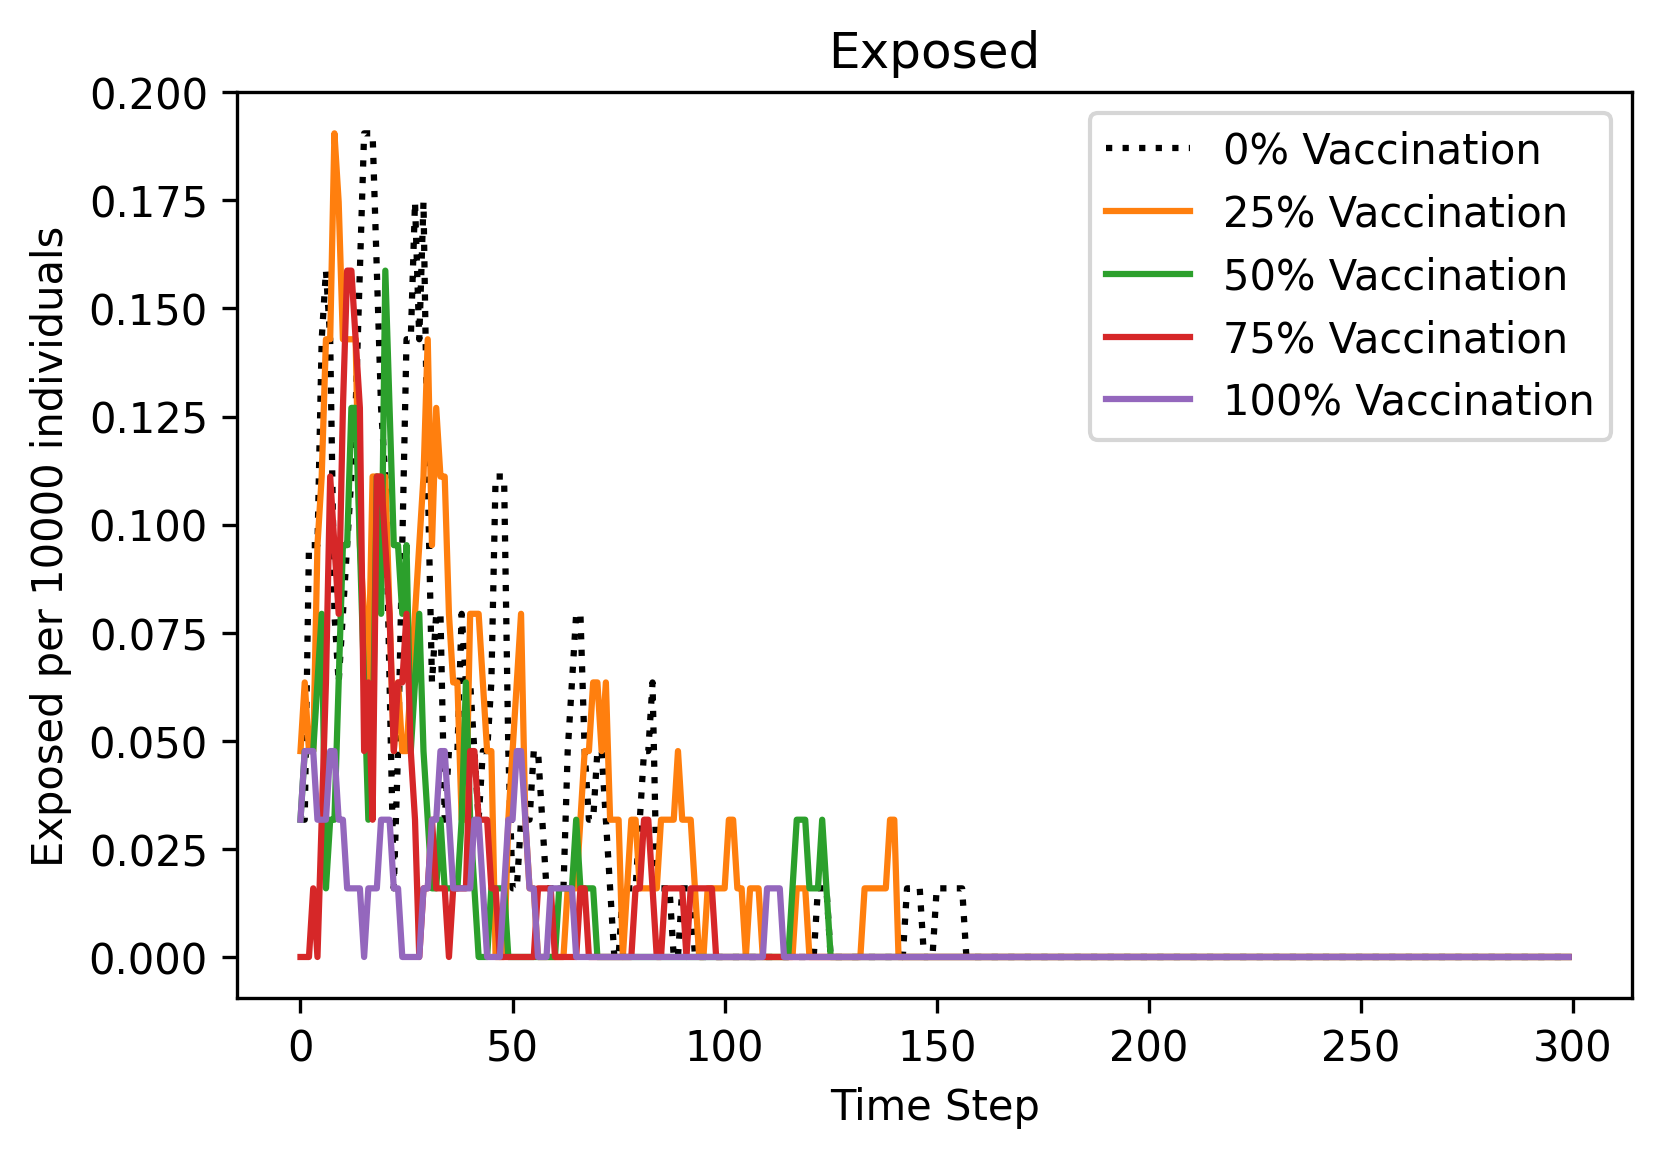 Exposed
0.200
0.175
0.150
0.125
0.100
0.075
0.050
0.025
0.000
Exposed per 10000 individuals
0% Vaccination
25% Vaccination
50% Vaccination
75% Vaccination
100% Vaccination
0 50 100 150 200 250 300
Time Step